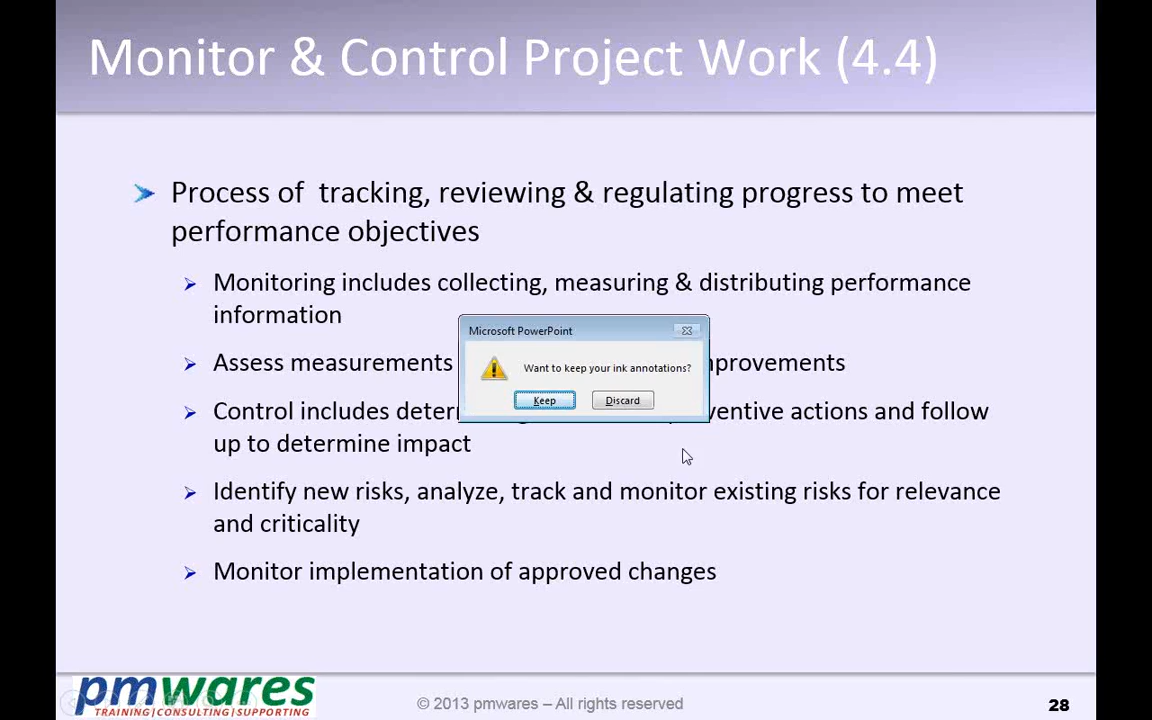 Monitor & Control Project Work (4.4)
Process of tracking, reviewing & regulating progress to meet
performance objectives
Monitoring includes collecting, measuring & distributing performance
information
Microsoft PowerPoint
Assess measurements
Want to keep your ink annotations?
Keep Discard
Control includes
up to determine impact
actions and follow
Identify new risks, analyze, track and monitor existing risks for relevance
and criticality
Monitor implementation of approved changes
pmwares
TRAINING|CONSULTING|SUPPORTING
© 2013 pmwares – All rights reserved
28